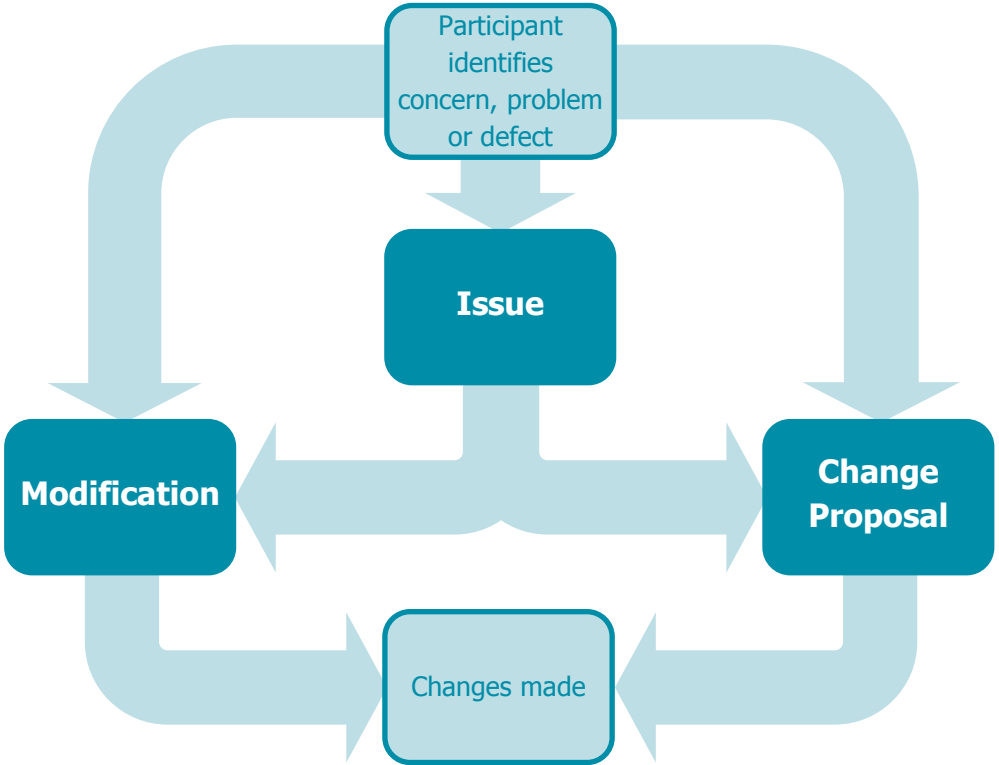 Participant
identifies
concern, problem
or defect
Issue
Modification
Change
Proposal
Changes made